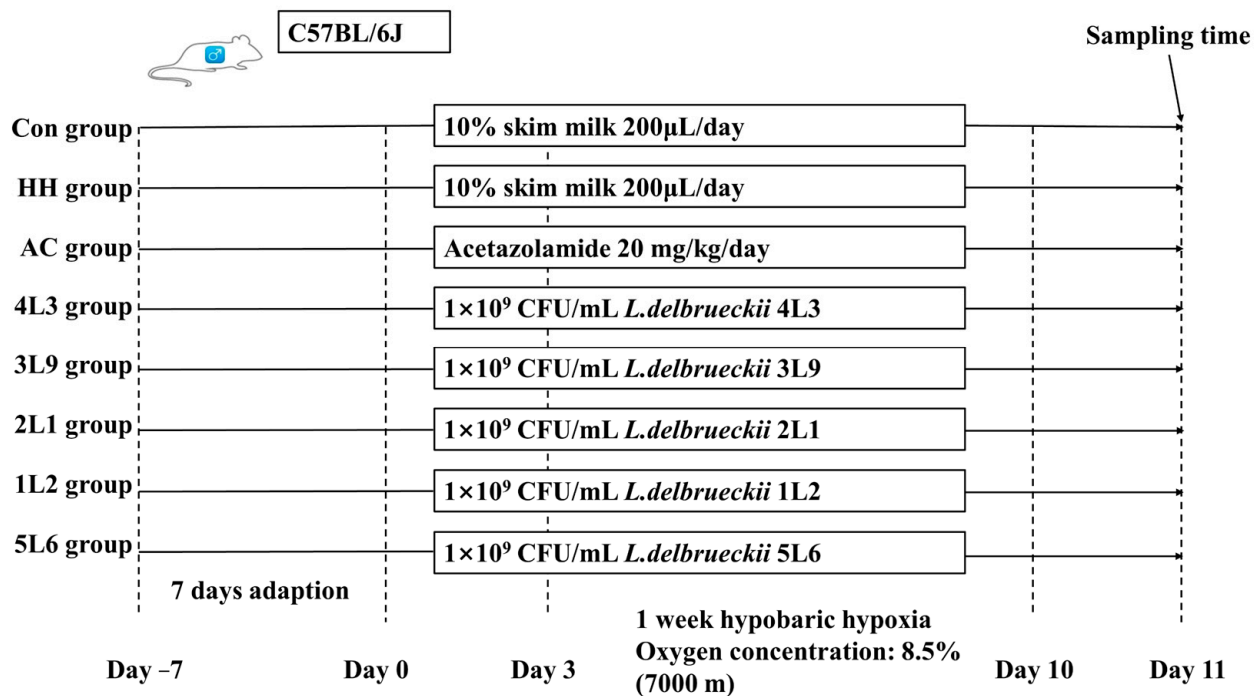 C57BL/6J
Sampling time
Con group
10% skim milk 200μL/day
HH group
10% skim milk 200μL/day
AC group
Acetazolamide 20 mg/kg/day
4L3 group
1×10⁹ CFU/mL L.delbrueckii 4L3
3L9 group
1×10⁹ CFU/mL L.delbrueckii 3L9
2L1 group
1×10⁹ CFU/mL L.delbrueckii 2L1
1L2 group
1×10⁹ CFU/mL L.delbrueckii 1L2
5L6 group
1×10⁹ CFU/mL L.delbrueckii 5L6
7 days adaption
1 week hypobaric hypoxia
Oxygen concentration: 8.5%
(7000 m)
Day −7
Day 0
Day 3
Day 10
Day 11